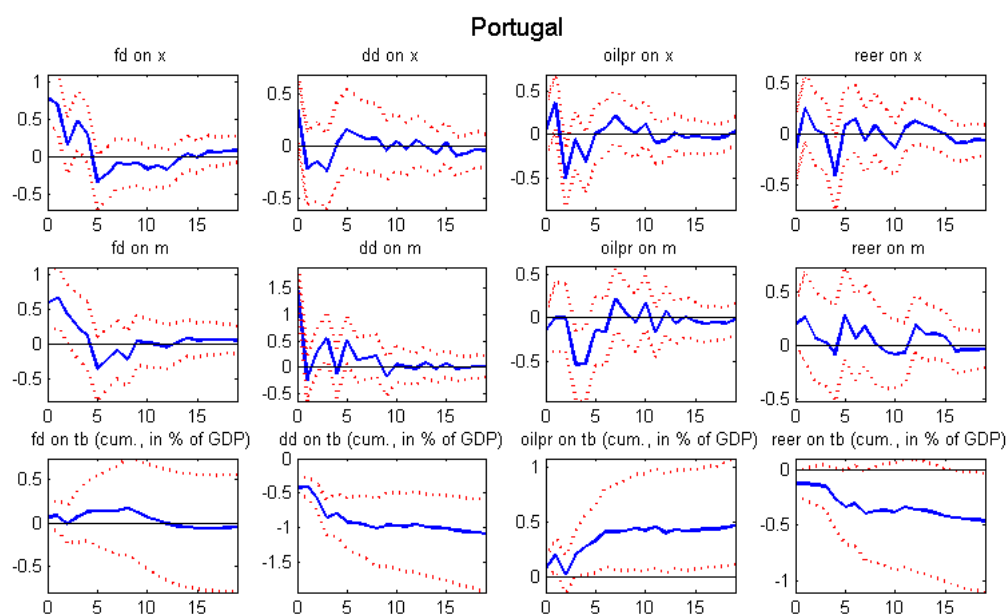 Portugal
fd on x
dd on x
oilpr on x
reer on x
1
0.5
0
-0.5
0 5 10 15
0.5
0
-0.5
0 5 10 15
0.5
0
-0.5
0 5 10 15
0.5
0
-0.5
0 5 10 15
fd on m
dd on m
oilpr on m
reer on m
1
0.5
0
-0.5
0 5 10 15
1.5
1
0.5
0
-0.5
0 5 10 15
0.5
0
-0.5
0 5 10 15
0.5
0
-0.5
0 5 10 15
fd on tb (cum., in % of GDP)
dd on tb (cum., in % of GDP)
oilpr on tb (cum., in % of GDP)
reer on tb (cum., in % of GDP)
0.5
0
-0.5
0 5 10 15
0
-0.5
-1
-1.5
0 5 10 15
1
0.5
0
0 5 10 15
0
-0.5
-1
0 5 10 15